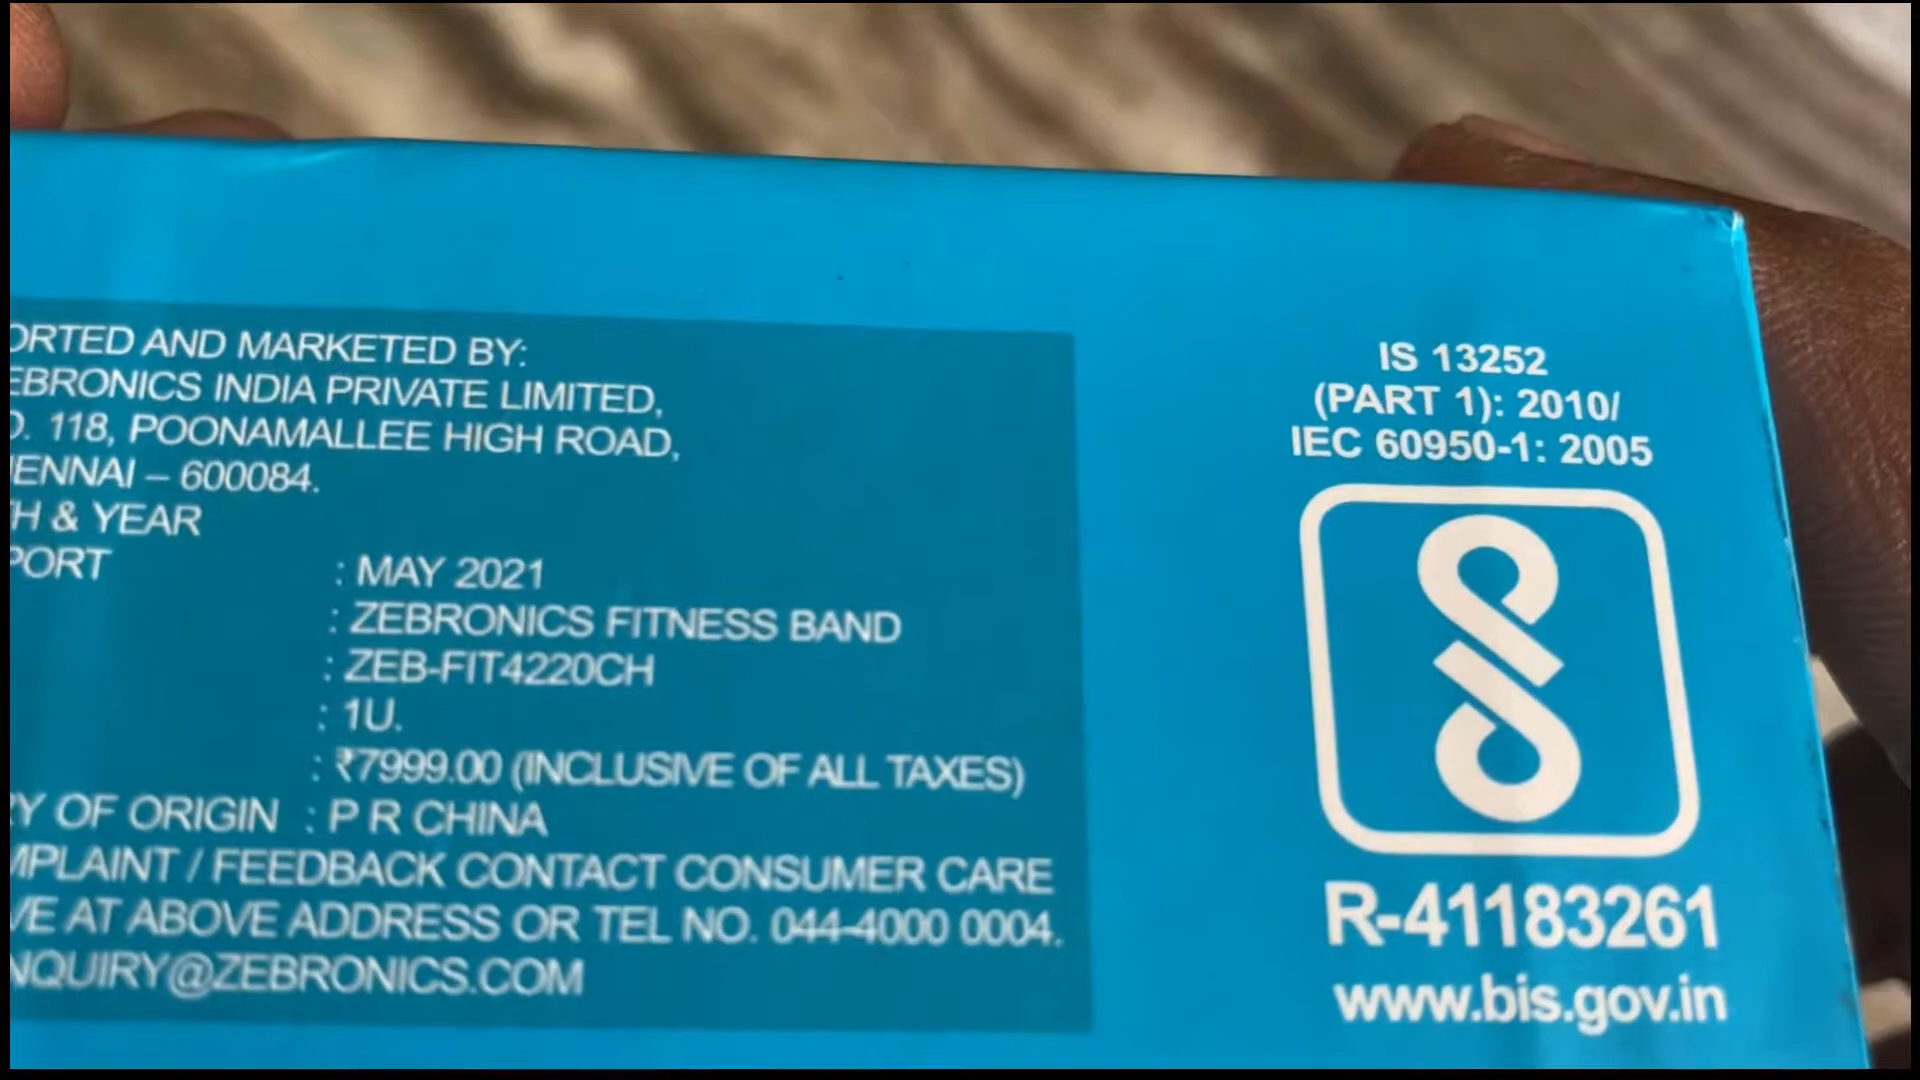 ORTED AND MARKETED BY:
EBRONICS INDIA PRIVATE LIMITED,
O. 118, POONAMALLEE HIGH ROAD,
ENNAI – 600084.
TH & YEAR
PORT : MAY 2021
: ZEBRONICS FITNESS BAND
: ZEB-FIT4220CH
: 1U.
: ₹7999.00 (INCLUSIVE OF ALL TAXES)
RY OF ORIGIN : P R CHINA
MPLAINT / FEEDBACK CONTACT CONSUMER CARE
VE AT ABOVE ADDRESS OR TEL NO. 044-4000 0004.
NQUIRY@ZEBRONICS.COM
IS 13252
(PART 1): 2010/
IEC 60950-1: 2005
R-41183261
www.bis.gov.in